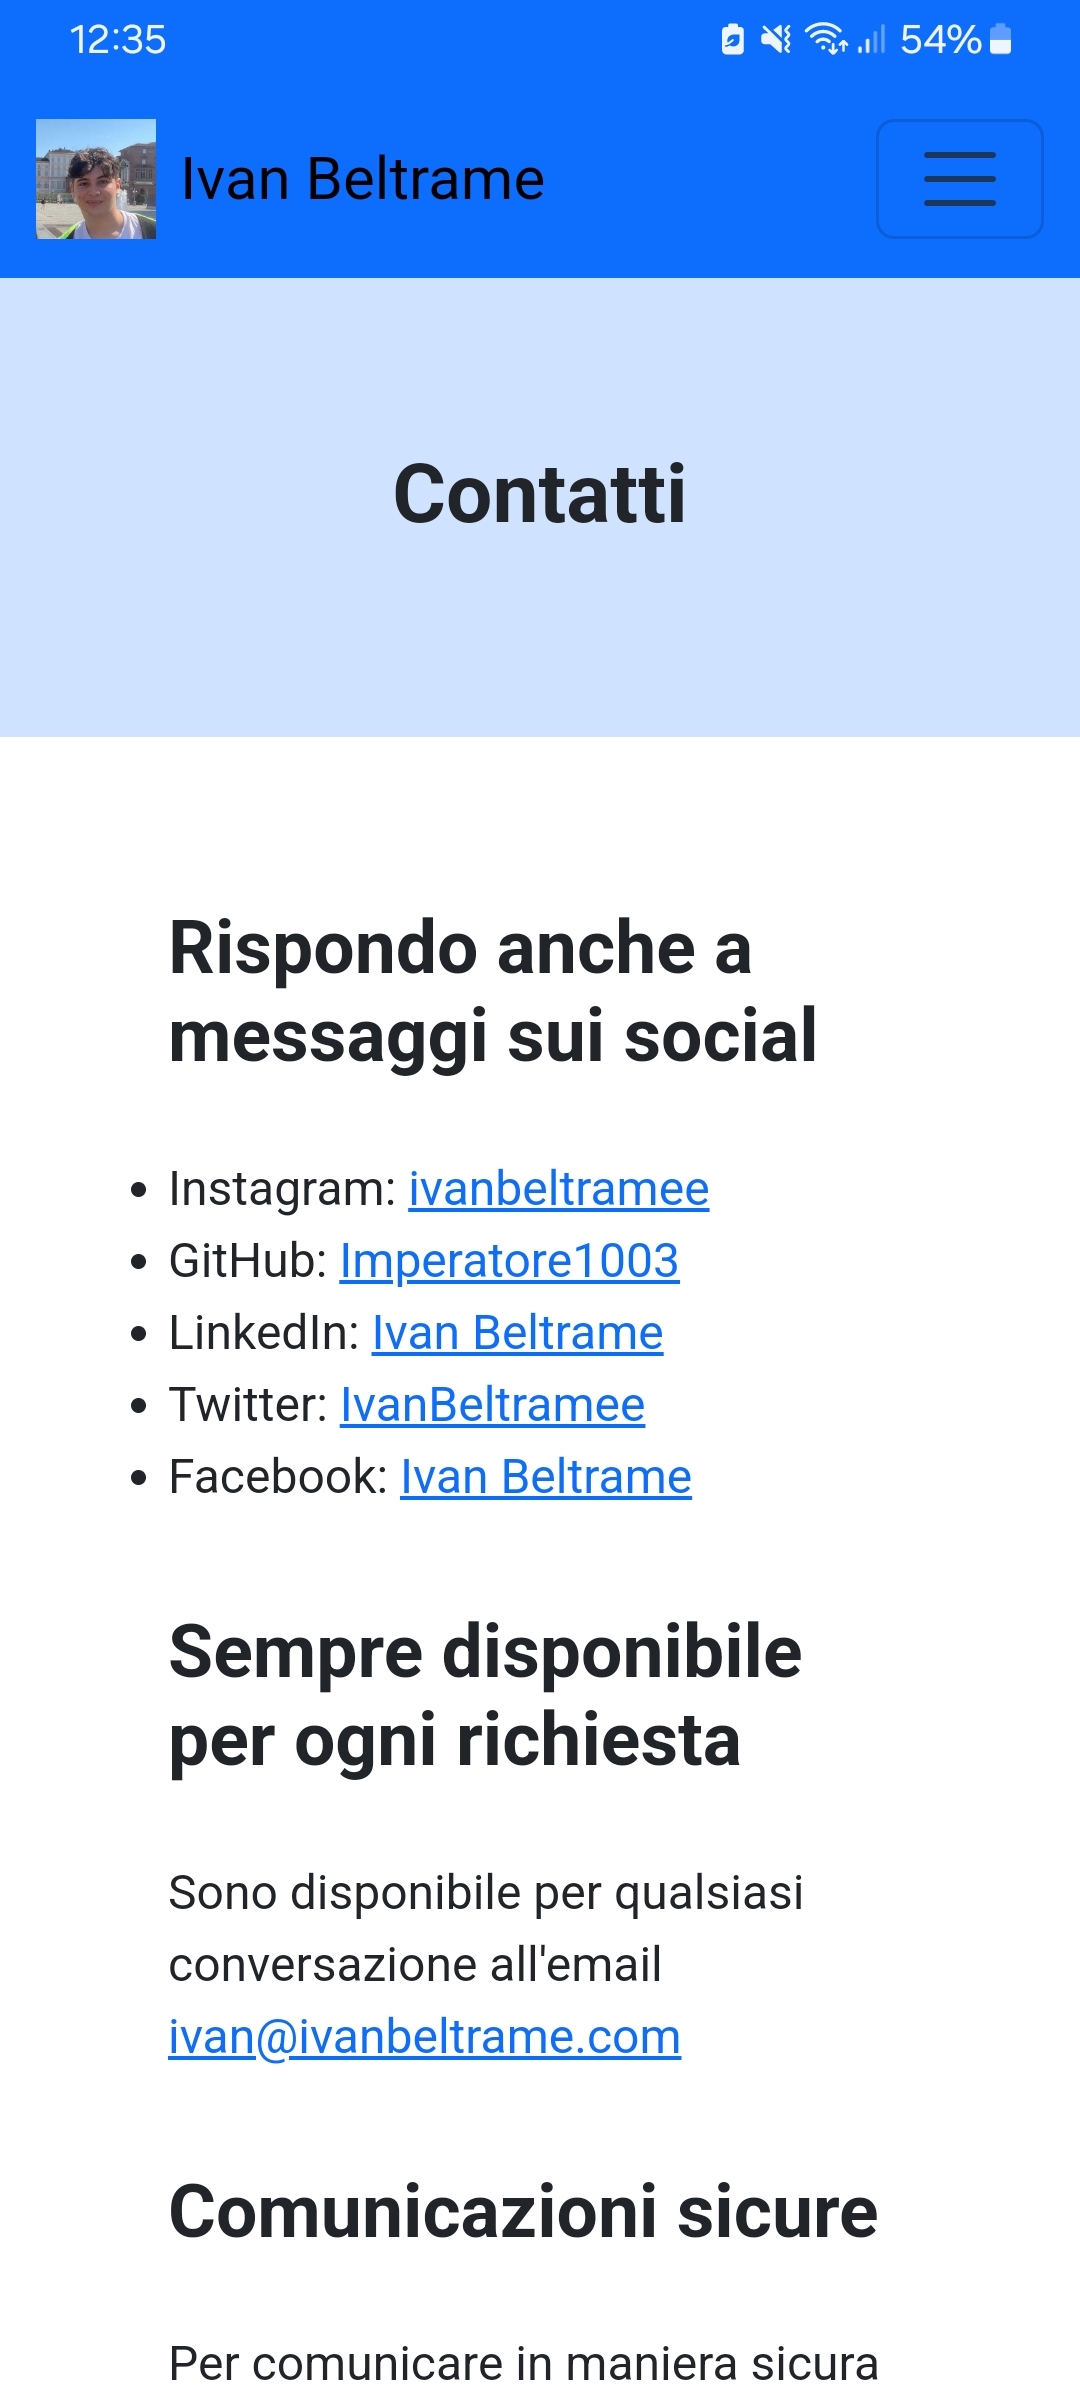 12:35
54%
Ivan Beltrame
Contatti
Rispondo anche a
messaggi sui social
Instagram: ivanbeltramee
GitHub: Imperatore1003
LinkedIn: Ivan Beltrame
Twitter: IvanBeltramee
Facebook: Ivan Beltrame
Sempre disponibile
per ogni richiesta
Sono disponibile per qualsiasi
conversazione all'email
ivan@ivanbeltrame.com
Comunicazioni sicure
Per comunicare in maniera sicura